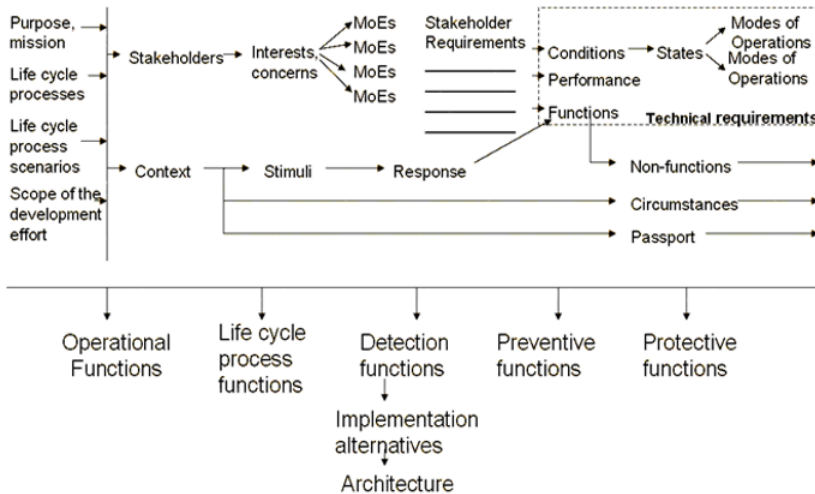 Purpose,
mission
Life cycle
processes
Life cycle
process
scenarios
Scope of the
development
effort
Stakeholders
Interests,
concerns
MoEs
MoEs
MoEs
MoEs
Stakeholder
Requirements
Conditions
Performance
Functions
States
Modes of
Operations
Modes of
Operations
Technical requirements
Context
Stimuli
Response
Non-functions
Circumstances
Passport
Operational
Functions
Life cycle
process
functions
Detection
functions
Preventive
functions
Protective
functions
Implementation
alternatives
Architecture